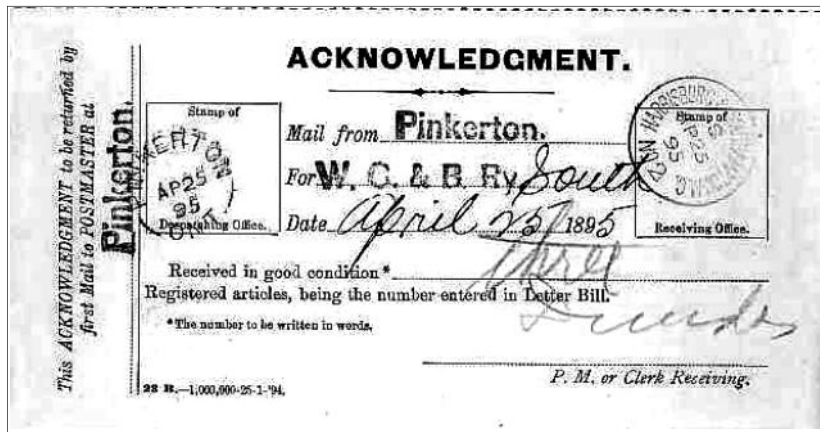 ACKNOWLEDGMENT.
This ACKNOWLEDGMENT to be returned by
first Mail to POSTMASTER at
Pinkerton.
Stamp of
PINKERTON
AP 25
95
ONT.
Despatching Office.
Mail from Pinkerton.
For W. G. & B. Ry South
Date April 25 1895
Stamp of
AP 25
95
Receiving Office.
Received in good condition* three
Registered articles, being the number entered in Letter Bill.
*The number to be written in words.
P. M. or Clerk Receiving.
23 B.—1,000,000-25-1-'94.